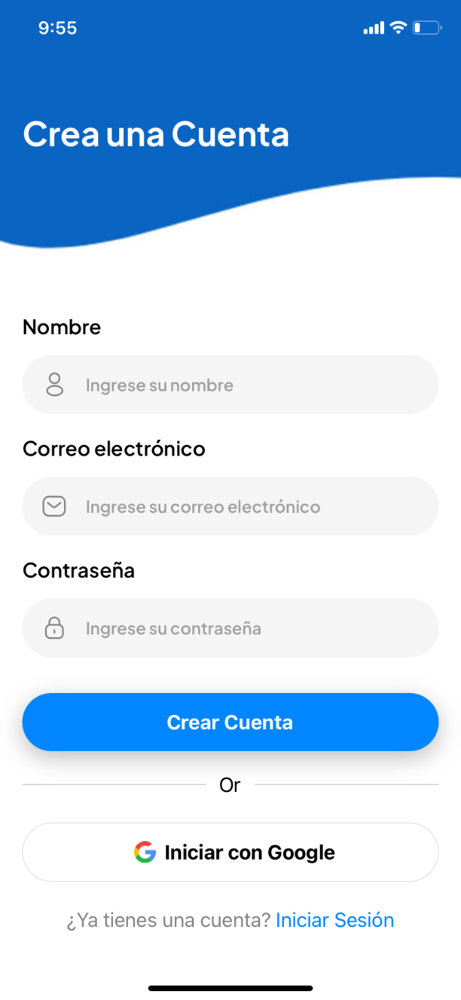 9:55
Crea una Cuenta
Nombre
Ingrese su nombre
Correo electrónico
Ingrese su correo electrónico
Contraseña
Ingrese su contraseña
Crear Cuenta
Or
Iniciar con Google
¿Ya tienes una cuenta? Iniciar Sesión